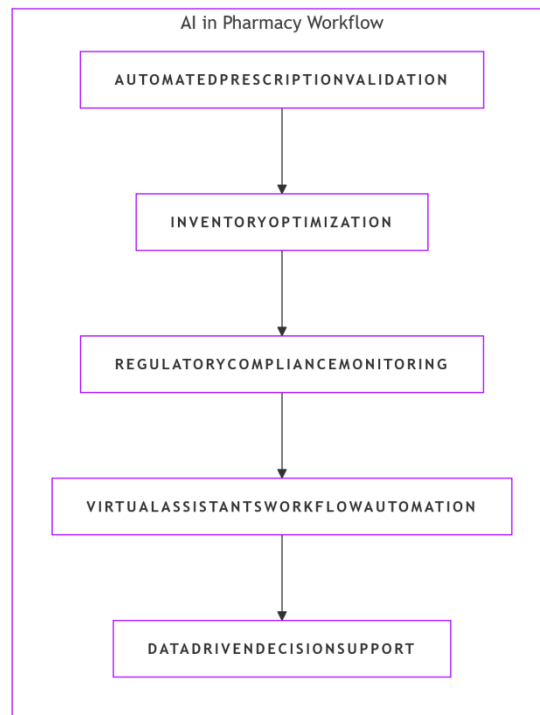 AI in Pharmacy Workflow
AUTOMATEDPRESCRIPTIONVALIDATION
INVENTORYOPTIMIZATION
REGULATORYCOMPLIANCEMONITORING
VIRTUALASSISTANTSWORKFLOWAUTOMATION
DATADRIVENDECISIONSUPPORT